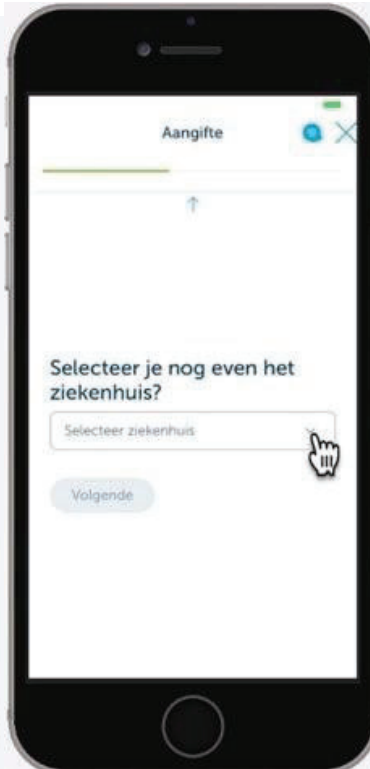 Aangifte
Selecteer je nog even het
ziekenhuis?
Selecteer ziekenhuis
Volgende